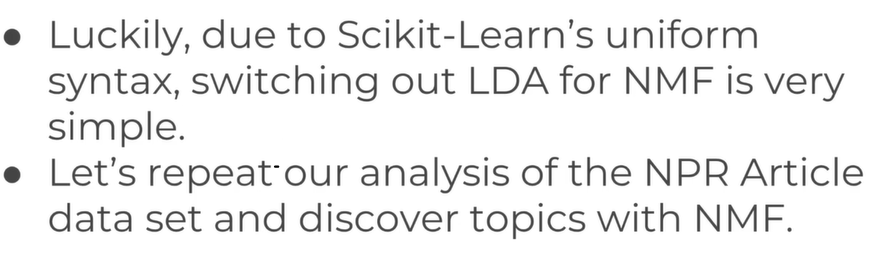 ● Luckily, due to Scikit-Learn’s uniform
syntax, switching out LDA for NMF is very
simple.
● Let’s repeat our analysis of the NPR Article
data set and discover topics with NMF.